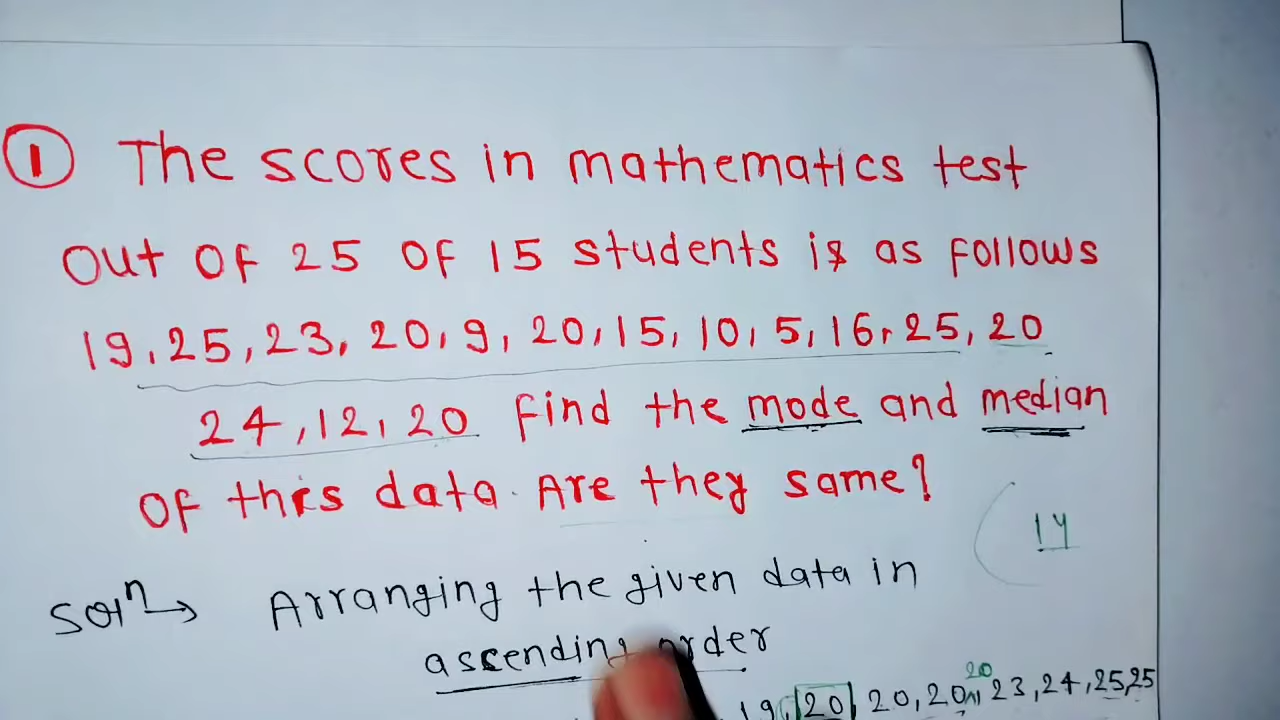 1 The scores in mathematics test
out of 25 of 15 students is as follows
19, 25, 23, 20, 9, 20, 15, 10, 5, 16, 25, 20
24, 12, 20 find the mode and median
of this data. Are they same?
14
Solⁿ → Arranging the given data in
ascending order
20
19, 20, 20, 20, 23, 24, 25, 25